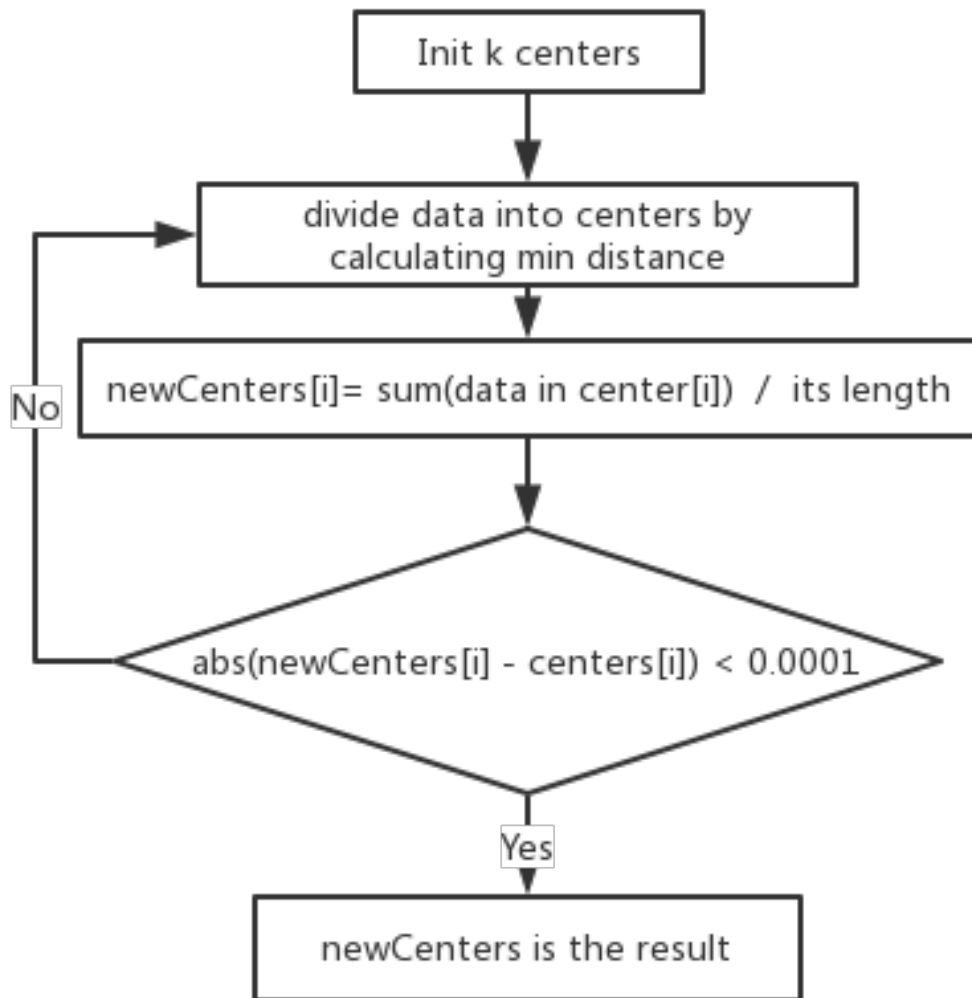 Init k centers
divide data into centers by
calculating min distance
newCenters[i]= sum(data in center[i])  /  its length
No
abs(newCenters[i] - centers[i]) < 0.0001
Yes
newCenters is the result